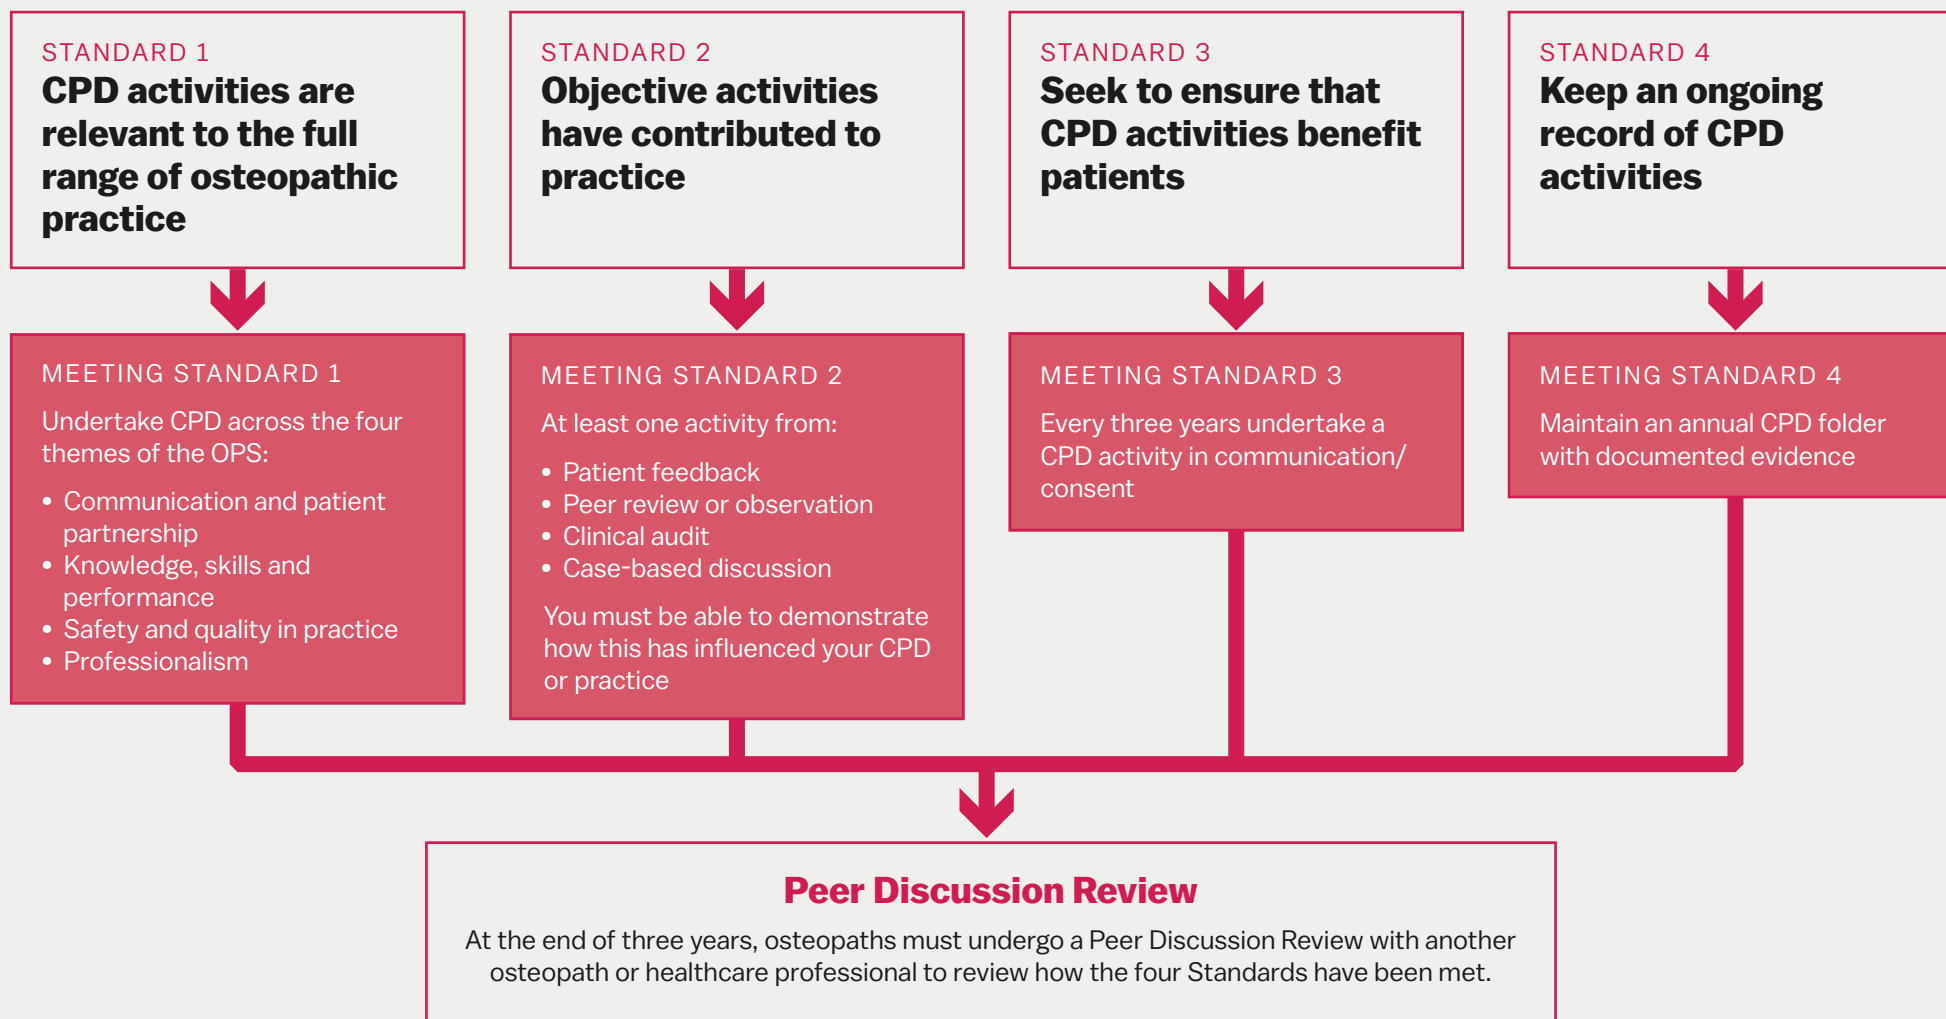 STANDARD 1
CPD activities are
relevant to the full
range of osteopathic
practice
MEETING STANDARD 1
Undertake CPD across the four
themes of the OPS:
• Communication and patient
partnership
• Knowledge, skills and
performance
• Safety and quality in practice
• Professionalism
STANDARD 2
Objective activities
have contributed to
practice
MEETING STANDARD 2
At least one activity from:
• Patient feedback
• Peer review or observation
• Clinical audit
• Case-based discussion
You must be able to demonstrate
how this has influenced your CPD
or practice
STANDARD 3
Seek to ensure that
CPD activities benefit
patients
MEETING STANDARD 3
Every three years undertake a
CPD activity in communication/
consent
STANDARD 4
Keep an ongoing
record of CPD
activities
MEETING STANDARD 4
Maintain an annual CPD folder
with documented evidence
Peer Discussion Review
At the end of three years, osteopaths must undergo a Peer Discussion Review with another
osteopath or healthcare professional to review how the four Standards have been met.